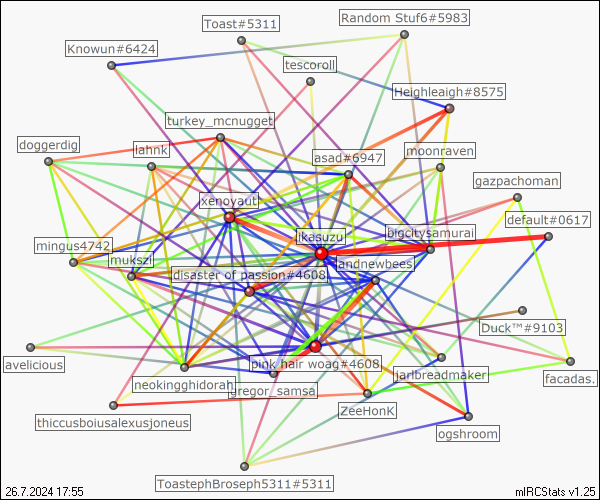 Toast#5311
Random Stuf6#5983
Knowun#6424
tescoroll
Heighleaigh#8575
turkey_mcnugget
doggerdig
lahnk
asad#6947
moonraven
gazpachoman
xenoyaut
default#0617
jkasuzu
bigcitysamurai
mingus4742
mukszi
disaster of passion#4608
landnewbees
Duck™#9103
avelicious
pink hair woag#4608
jarlbreadmaker
facadas.
neokingghidorah
gregor_samsa
thiccusboiusalexusjoneus
ZeeHonK
ogshroom
ToastephBroseph5311#5311
26.7.2024 17:55
mIRCStats v1.25